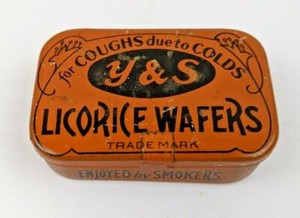 for COUGHS due to COLDS
Y & S
LICORICE WAFERS
TRADE MARK
ENJOYED by SMOKERS